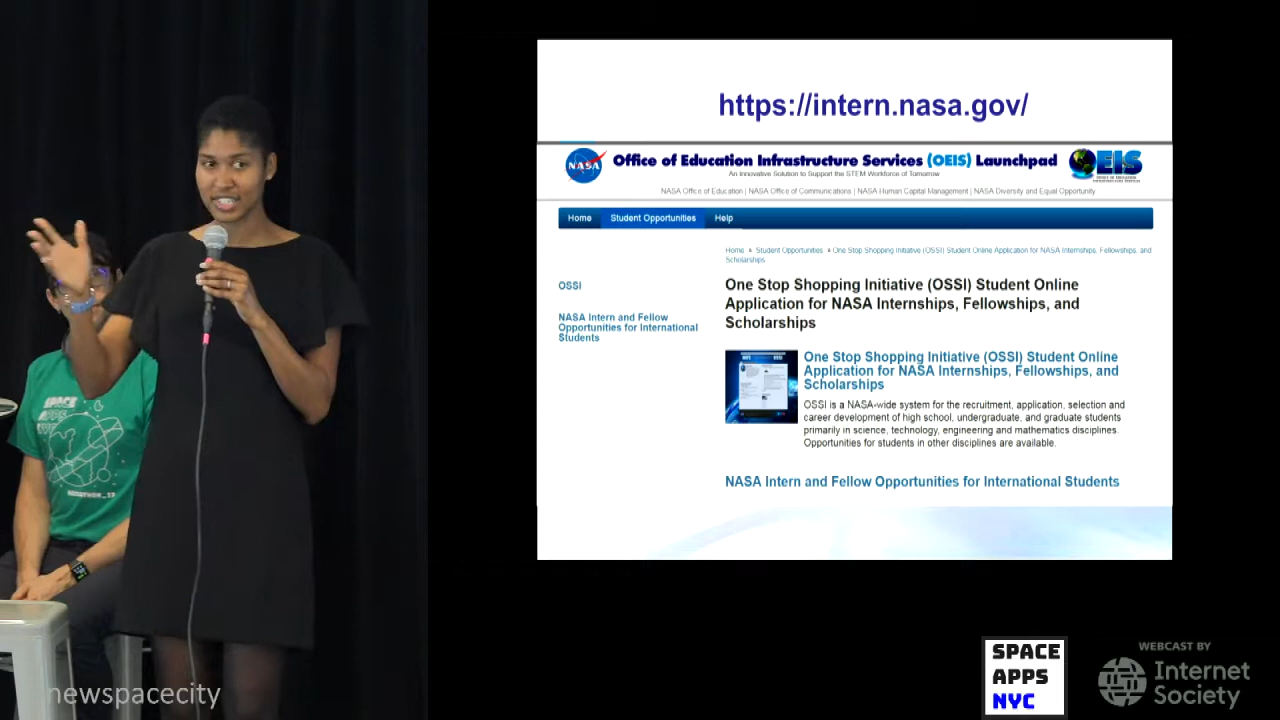 https://intern.nasa.gov/
NASA
Office of Education Infrastructure Services (OEIS) Launchpad
OEIS
An Innovative Solution to Support the STEM Workforce of Tomorrow
NASA Office of Education | NASA Office of Communications | NASA Human Capital Management | NASA Diversity and Equal Opportunity
Home Student Opportunities Help
Home » Student Opportunities » One Stop Shopping Initiative (OSSI) Student Online Application for NASA Internships, Fellowships, and
Scholarships
OSSI
NASA Intern and Fellow
Opportunities for International
Students
One Stop Shopping Initiative (OSSI) Student Online
Application for NASA Internships, Fellowships, and
Scholarships
One Stop Shopping Initiative (OSSI) Student Online
Application for NASA Internships, Fellowships, and
Scholarships
OSSI is a NASA-wide system for the recruitment, application, selection and
career development of high school, undergraduate, and graduate students
primarily in science, technology, engineering and mathematics disciplines.
Opportunities for students in other disciplines are available.
NASA Intern and Fellow Opportunities for International Students
SPACE
APPS
newspacecity
SPACE
APPS
NYC
WEBCAST BY
Internet
Society